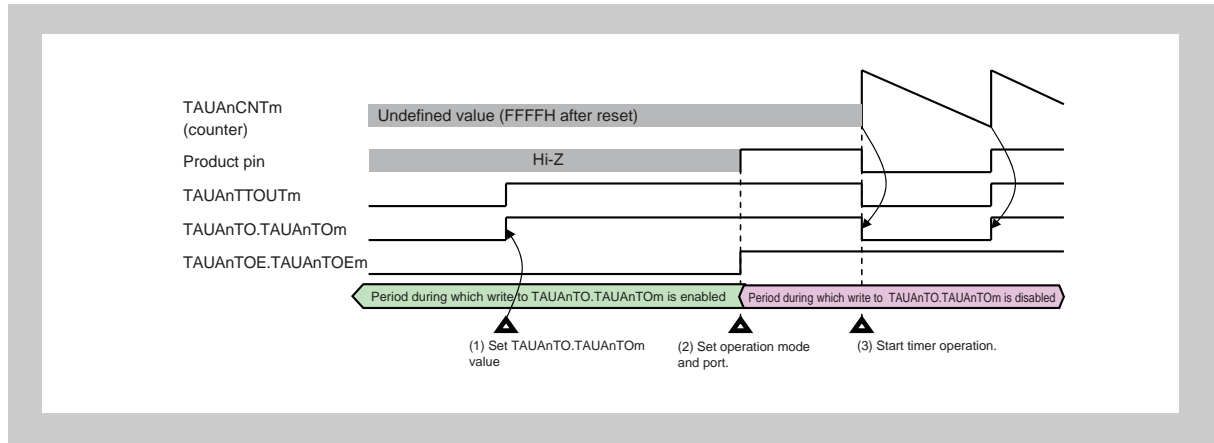 TAUAnCNTm
(counter)
Undefined value (FFFFH after reset)
Product pin
Hi-Z
TAUAnTTOUTm
TAUAnTO.TAUAnTOm
TAUAnTOE.TAUAnTOEm
Period during which write to TAUAnTO.TAUAnTOm is enabled
Period during which write to TAUAnTO.TAUAnTOm is disabled
(1) Set TAUAnTO.TAUAnTOm
value
(2) Set operation mode
and port.
(3) Start timer operation.